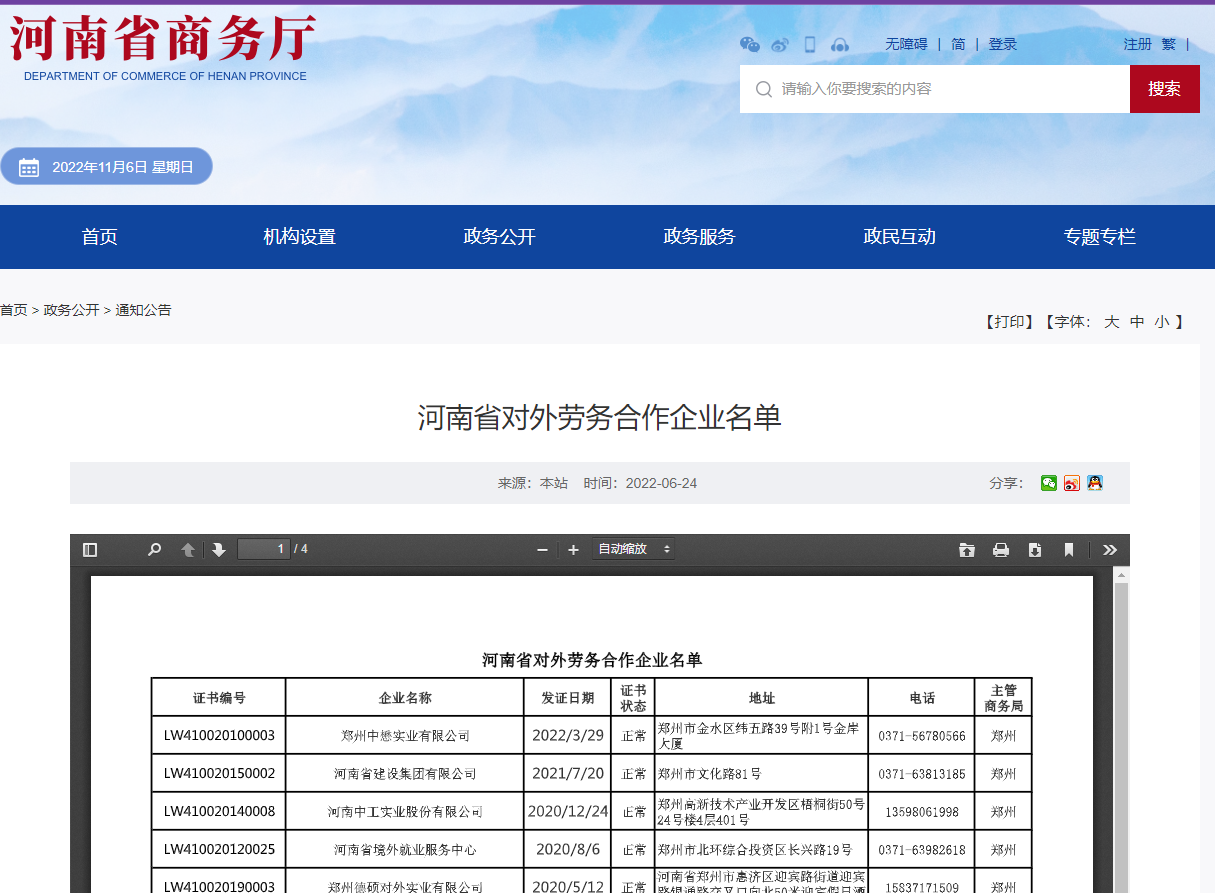 河南省商务厅
DEPARTMENT OF COMMERCE OF HENAN PROVINCE
无障碍 | 简 | 登录 注册 繁 |
请输入你要搜索的内容 搜索
2022年11月6日 星期日
首页 机构设置 政务公开 政务服务 政民互动 专题专栏
首页 > 政务公开 > 通知公告
【打印】【字体： 大 中 小 】
河南省对外劳务合作企业名单
来源：本站 时间：2022-06-24 分享：
1 / 4 自动缩放
河南省对外劳务合作企业名单
证书编号 企业名称 发证日期 证书状态 地址 电话 主管商务局
LW410020100003 郑州中懋实业有限公司 2022/3/29 正常 郑州市金水区纬五路39号附1号金岸大厦 0371-56780566 郑州
LW410020150002 河南省建设集团有限公司 2021/7/20 正常 郑州市文化路81号 0371-63813185 郑州
LW410020140008 河南中工实业股份有限公司 2020/12/24 正常 郑州高新技术产业开发区梧桐街50号24号楼4层401号 13598061998 郑州
LW410020120025 河南省境外就业服务中心 2020/8/6 正常 郑州市北环综合投资区长兴路19号 0371-63982618 郑州
LW410020190003 郑州德硕对外实业有限公司 2020/5/12 正常 河南省郑州市惠济区迎宾路街道迎宾路银通路交叉口向北50米迎宾假日酒 15837171509 郑州